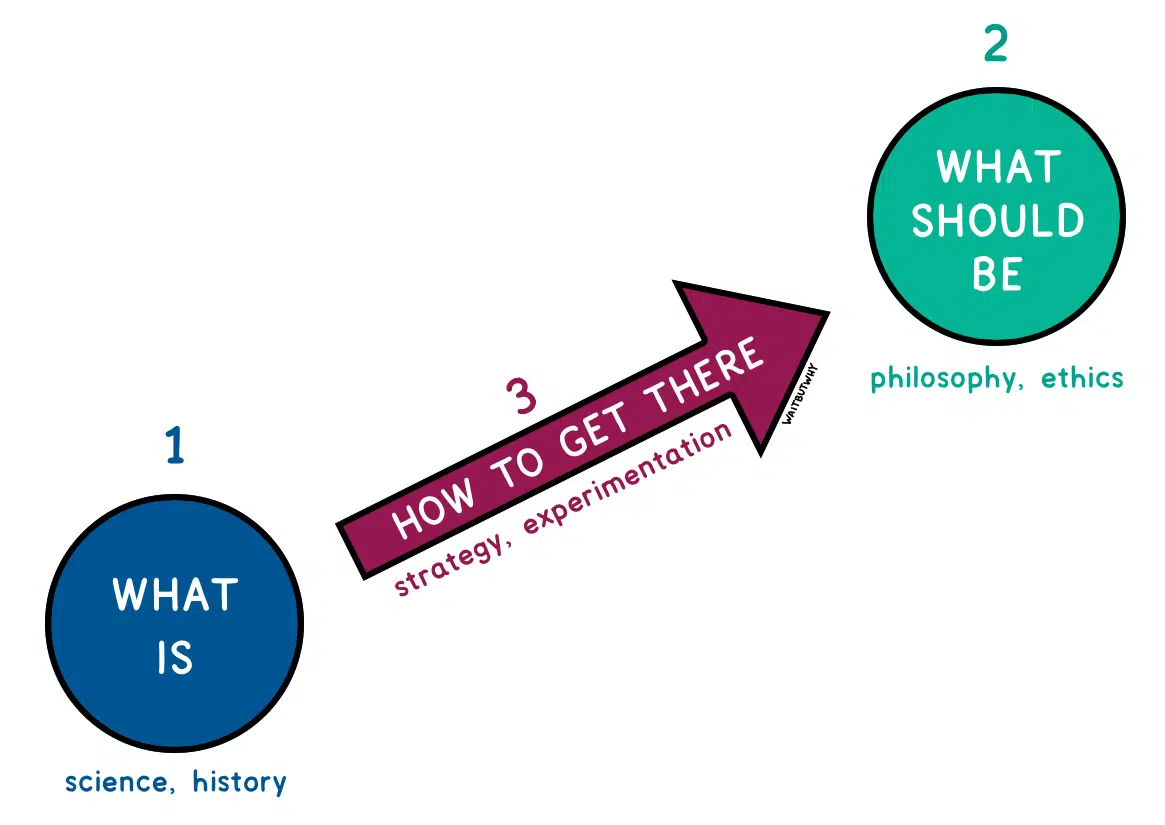 2
WHAT
SHOULD
BE
philosophy, ethics
3
HOW TO GET THERE
strategy, experimentation
WAITBUTWHY
1
WHAT
IS
science, history